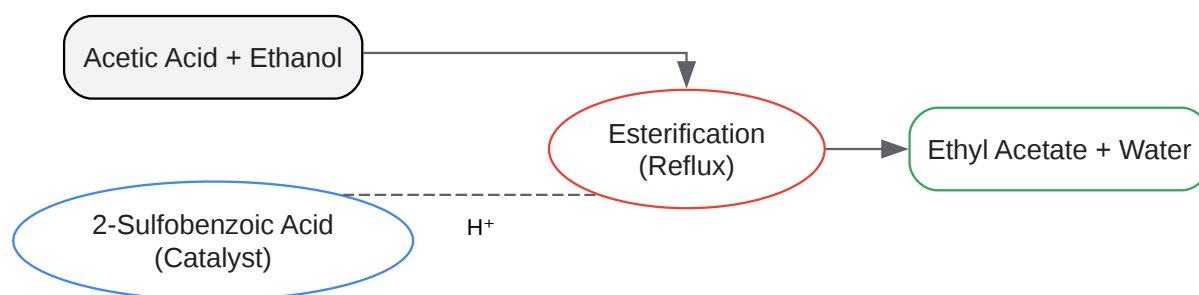 Acetic Acid + Ethanol
Esterification
(Reflux)
Ethyl Acetate + Water
2-Sulfobenzoic Acid
(Catalyst)
H⁺